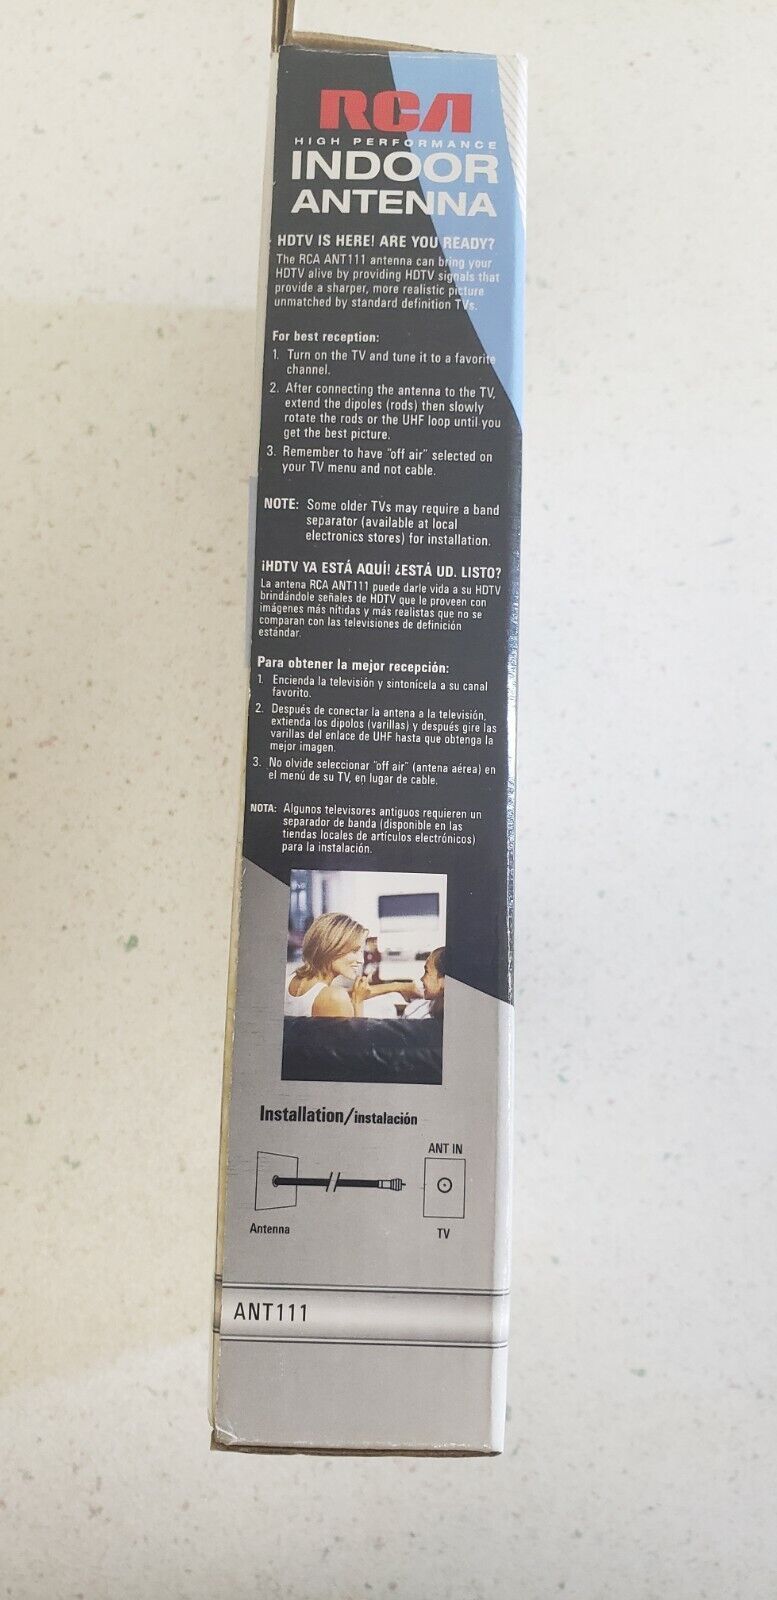 RCA
HIGH PERFORMANCE
INDOOR
ANTENNA
HDTV IS HERE! ARE YOU READY?
The RCA ANT111 antenna can bring your
HDTV alive by providing HDTV signals that
provide a sharper, more realistic picture
unmatched by standard definition TVs.
For best reception:
1. Turn on the TV and tune it to a favorite
channel.
2. After connecting the antenna to the TV,
extend the dipoles (rods) then slowly
rotate the rods or the UHF loop until you
get the best picture.
3. Remember to have "off air" selected on
your TV menu and not cable.
NOTE: Some older TVs may require a band
separator (available at local
electronics stores) for installation.
¡HDTV YA ESTÁ AQUÍ! ¿ESTÁ UD. LISTO?
La antena RCA ANT111 puede darle vida a su HDTV
brindándole señales de HDTV que le proveen con
imágenes más nítidas y más realistas que no se
comparan con las televisiones de definición
estándar.
Para obtener la mejor recepción:
1. Encienda la televisión y sintonícela a su canal
favorito.
2. Después de conectar la antena a la televisión,
extienda los dipolos (varillas) y después gire las
varillas del enlace de UHF hasta que obtenga la
mejor imagen.
3. No olvide seleccionar "off air" (antena aérea) en
el menú de su TV, en lugar de cable.
NOTA: Algunos televisores antiguos requieren un
separador de banda (disponible en las
tiendas locales de artículos electrónicos)
para la instalación.
Installation/instalación
ANT IN
Antenna
TV
ANT111